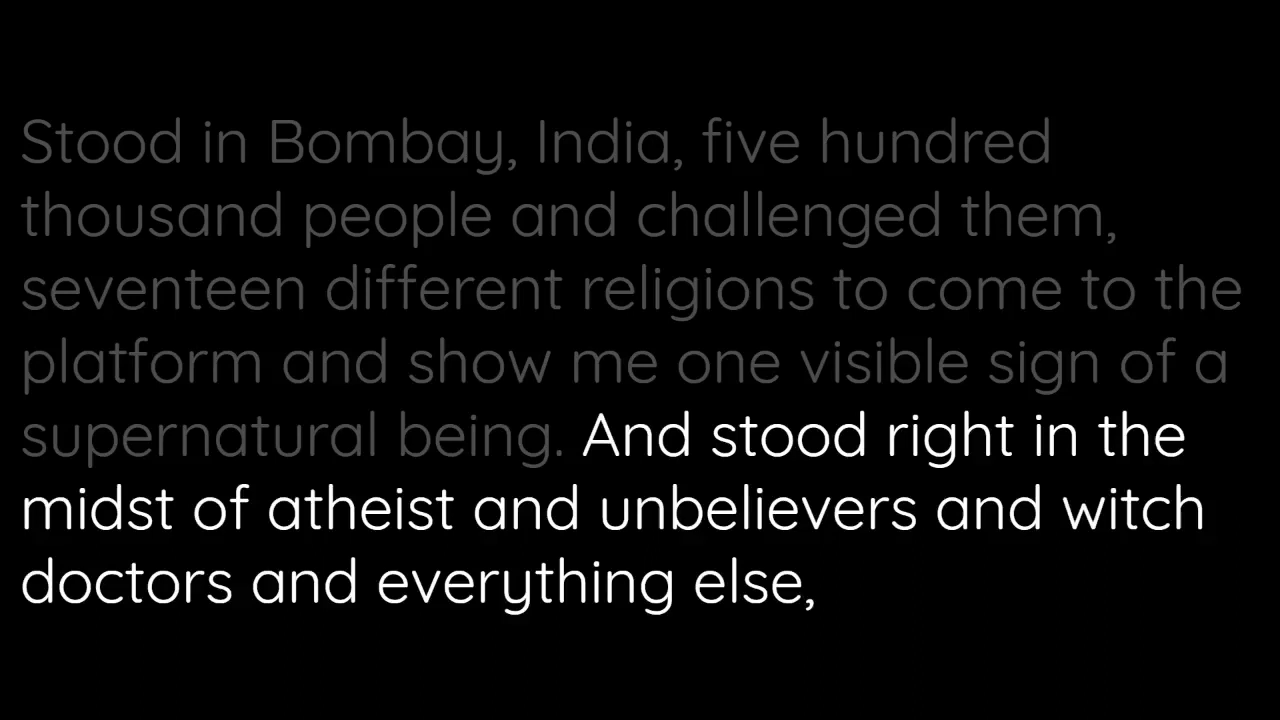 Stood in Bombay, India, five hundred
thousand people and challenged them,
seventeen different religions to come to the
platform and show me one visible sign of a
supernatural being. And stood right in the
midst of atheist and unbelievers and witch
doctors and everything else,